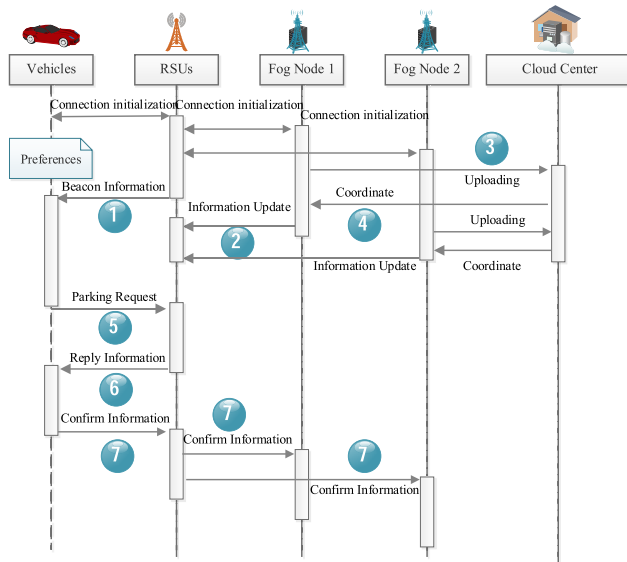 Vehicles
RSUs
Fog Node 1
Fog Node 2
Cloud Center
Connection initialization
Connection initialization
Connection initialization
Preferences
3
Uploading
Beacon Information
Coordinate
1
Information Update
4
Uploading
2
Information Update
Coordinate
Parking Request
5
Reply Information
6
Confirm Information
7
7
Confirm Information
7
Confirm Information